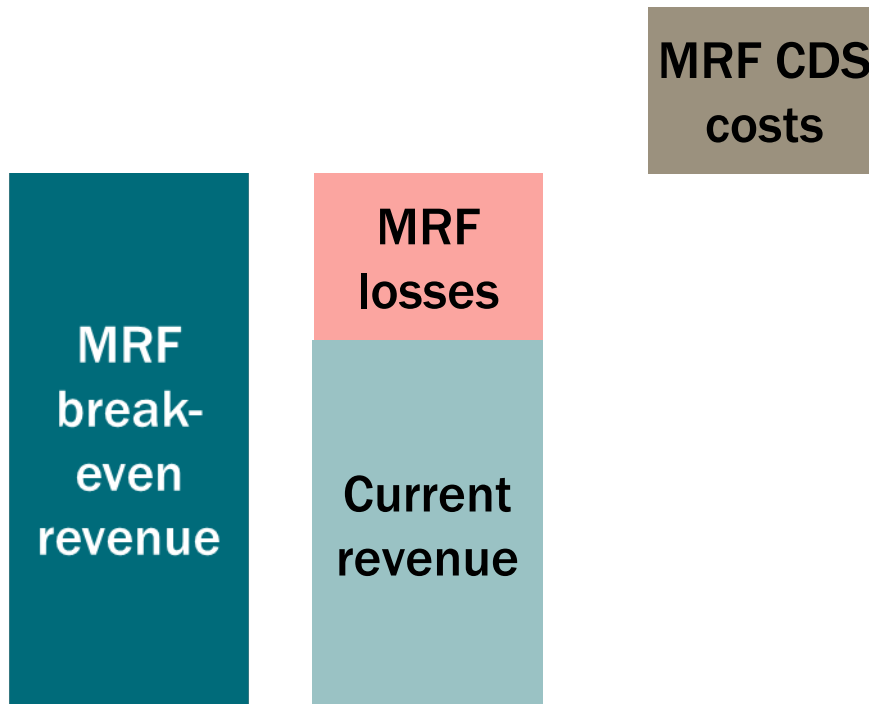 MRF CDS
costs
MRF
losses
MRF
break-
even
revenue
Current
revenue